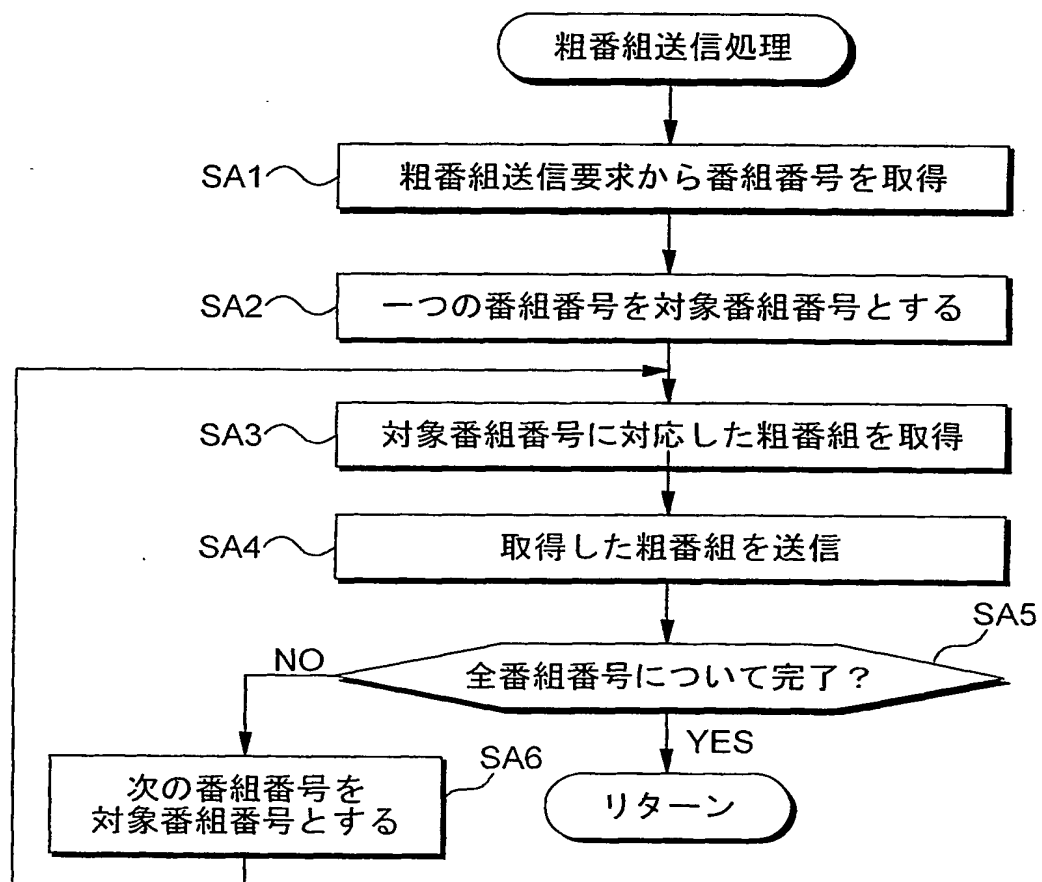 粗番組送信処理
SA1
粗番組送信要求から番組番号を取得
SA2
一つの番組番号を対象番組番号とする
SA3
対象番組番号に対応した粗番組を取得
SA4
取得した粗番組を送信
SA5
全番組番号について完了？
NO
YES
SA6
次の番組番号を
対象番組番号とする
リターン